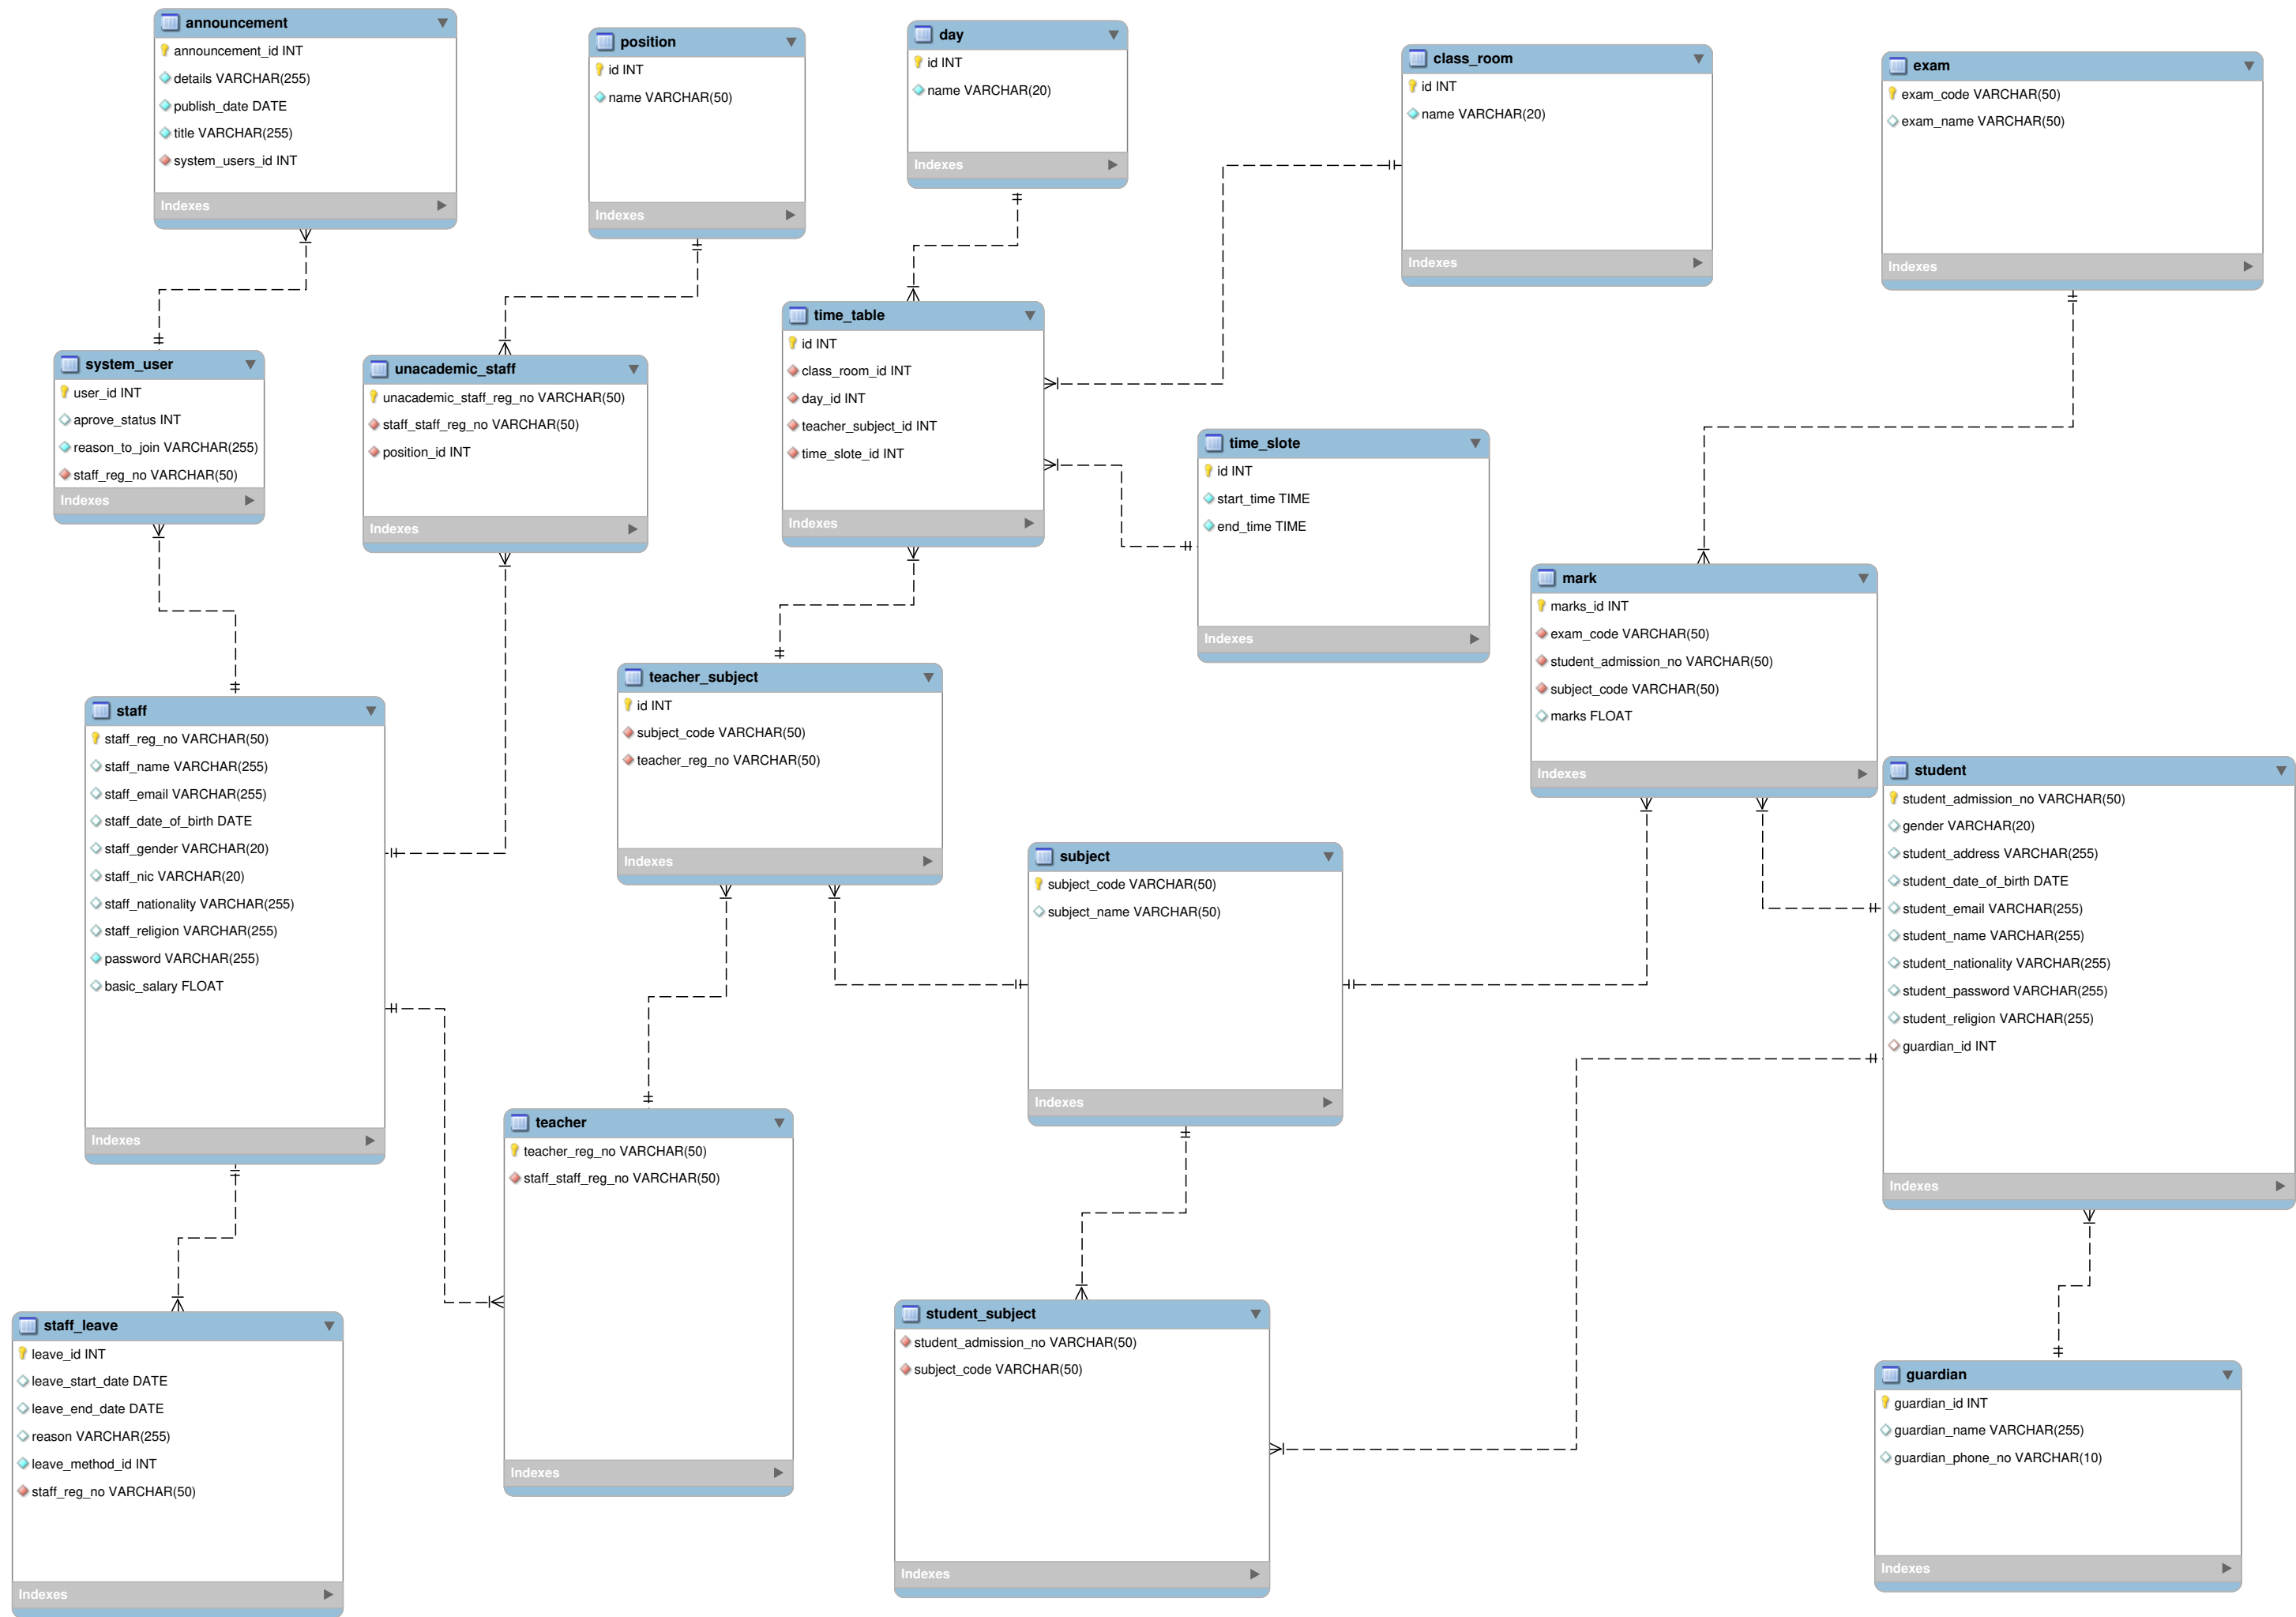 announcement
announcement_id INT
details VARCHAR(255)
publish_date DATE
title VARCHAR(255)
system_users_id INT
Indexes
position
id INT
name VARCHAR(50)
Indexes
day
id INT
name VARCHAR(20)
Indexes
class_room
id INT
name VARCHAR(20)
Indexes
exam
exam_code VARCHAR(50)
exam_name VARCHAR(50)
Indexes
system_user
user_id INT
aprove_status INT
reason_to_join VARCHAR(255)
staff_reg_no VARCHAR(50)
Indexes
unacademic_staff
unacademic_staff_reg_no VARCHAR(50)
staff_staff_reg_no VARCHAR(50)
position_id INT
Indexes
time_table
id INT
class_room_id INT
day_id INT
teacher_subject_id INT
time_slote_id INT
Indexes
time_slote
id INT
start_time TIME
end_time TIME
Indexes
mark
marks_id INT
exam_code VARCHAR(50)
student_admission_no VARCHAR(50)
subject_code VARCHAR(50)
marks FLOAT
Indexes
staff
staff_reg_no VARCHAR(50)
staff_name VARCHAR(255)
staff_email VARCHAR(255)
staff_date_of_birth DATE
staff_gender VARCHAR(20)
staff_nic VARCHAR(20)
staff_nationality VARCHAR(255)
staff_religion VARCHAR(255)
password VARCHAR(255)
basic_salary FLOAT
Indexes
teacher_subject
id INT
subject_code VARCHAR(50)
teacher_reg_no VARCHAR(50)
Indexes
subject
subject_code VARCHAR(50)
subject_name VARCHAR(50)
Indexes
student
student_admission_no VARCHAR(50)
gender VARCHAR(20)
student_address VARCHAR(255)
student_date_of_birth DATE
student_email VARCHAR(255)
student_name VARCHAR(255)
student_nationality VARCHAR(255)
student_password VARCHAR(255)
student_religion VARCHAR(255)
guardian_id INT
Indexes
teacher
teacher_reg_no VARCHAR(50)
staff_staff_reg_no VARCHAR(50)
Indexes
staff_leave
leave_id INT
leave_start_date DATE
leave_end_date DATE
reason VARCHAR(255)
leave_method_id INT
staff_reg_no VARCHAR(50)
Indexes
student_subject
student_admission_no VARCHAR(50)
subject_code VARCHAR(50)
Indexes
guardian
guardian_id INT
guardian_name VARCHAR(255)
guardian_phone_no VARCHAR(10)
Indexes